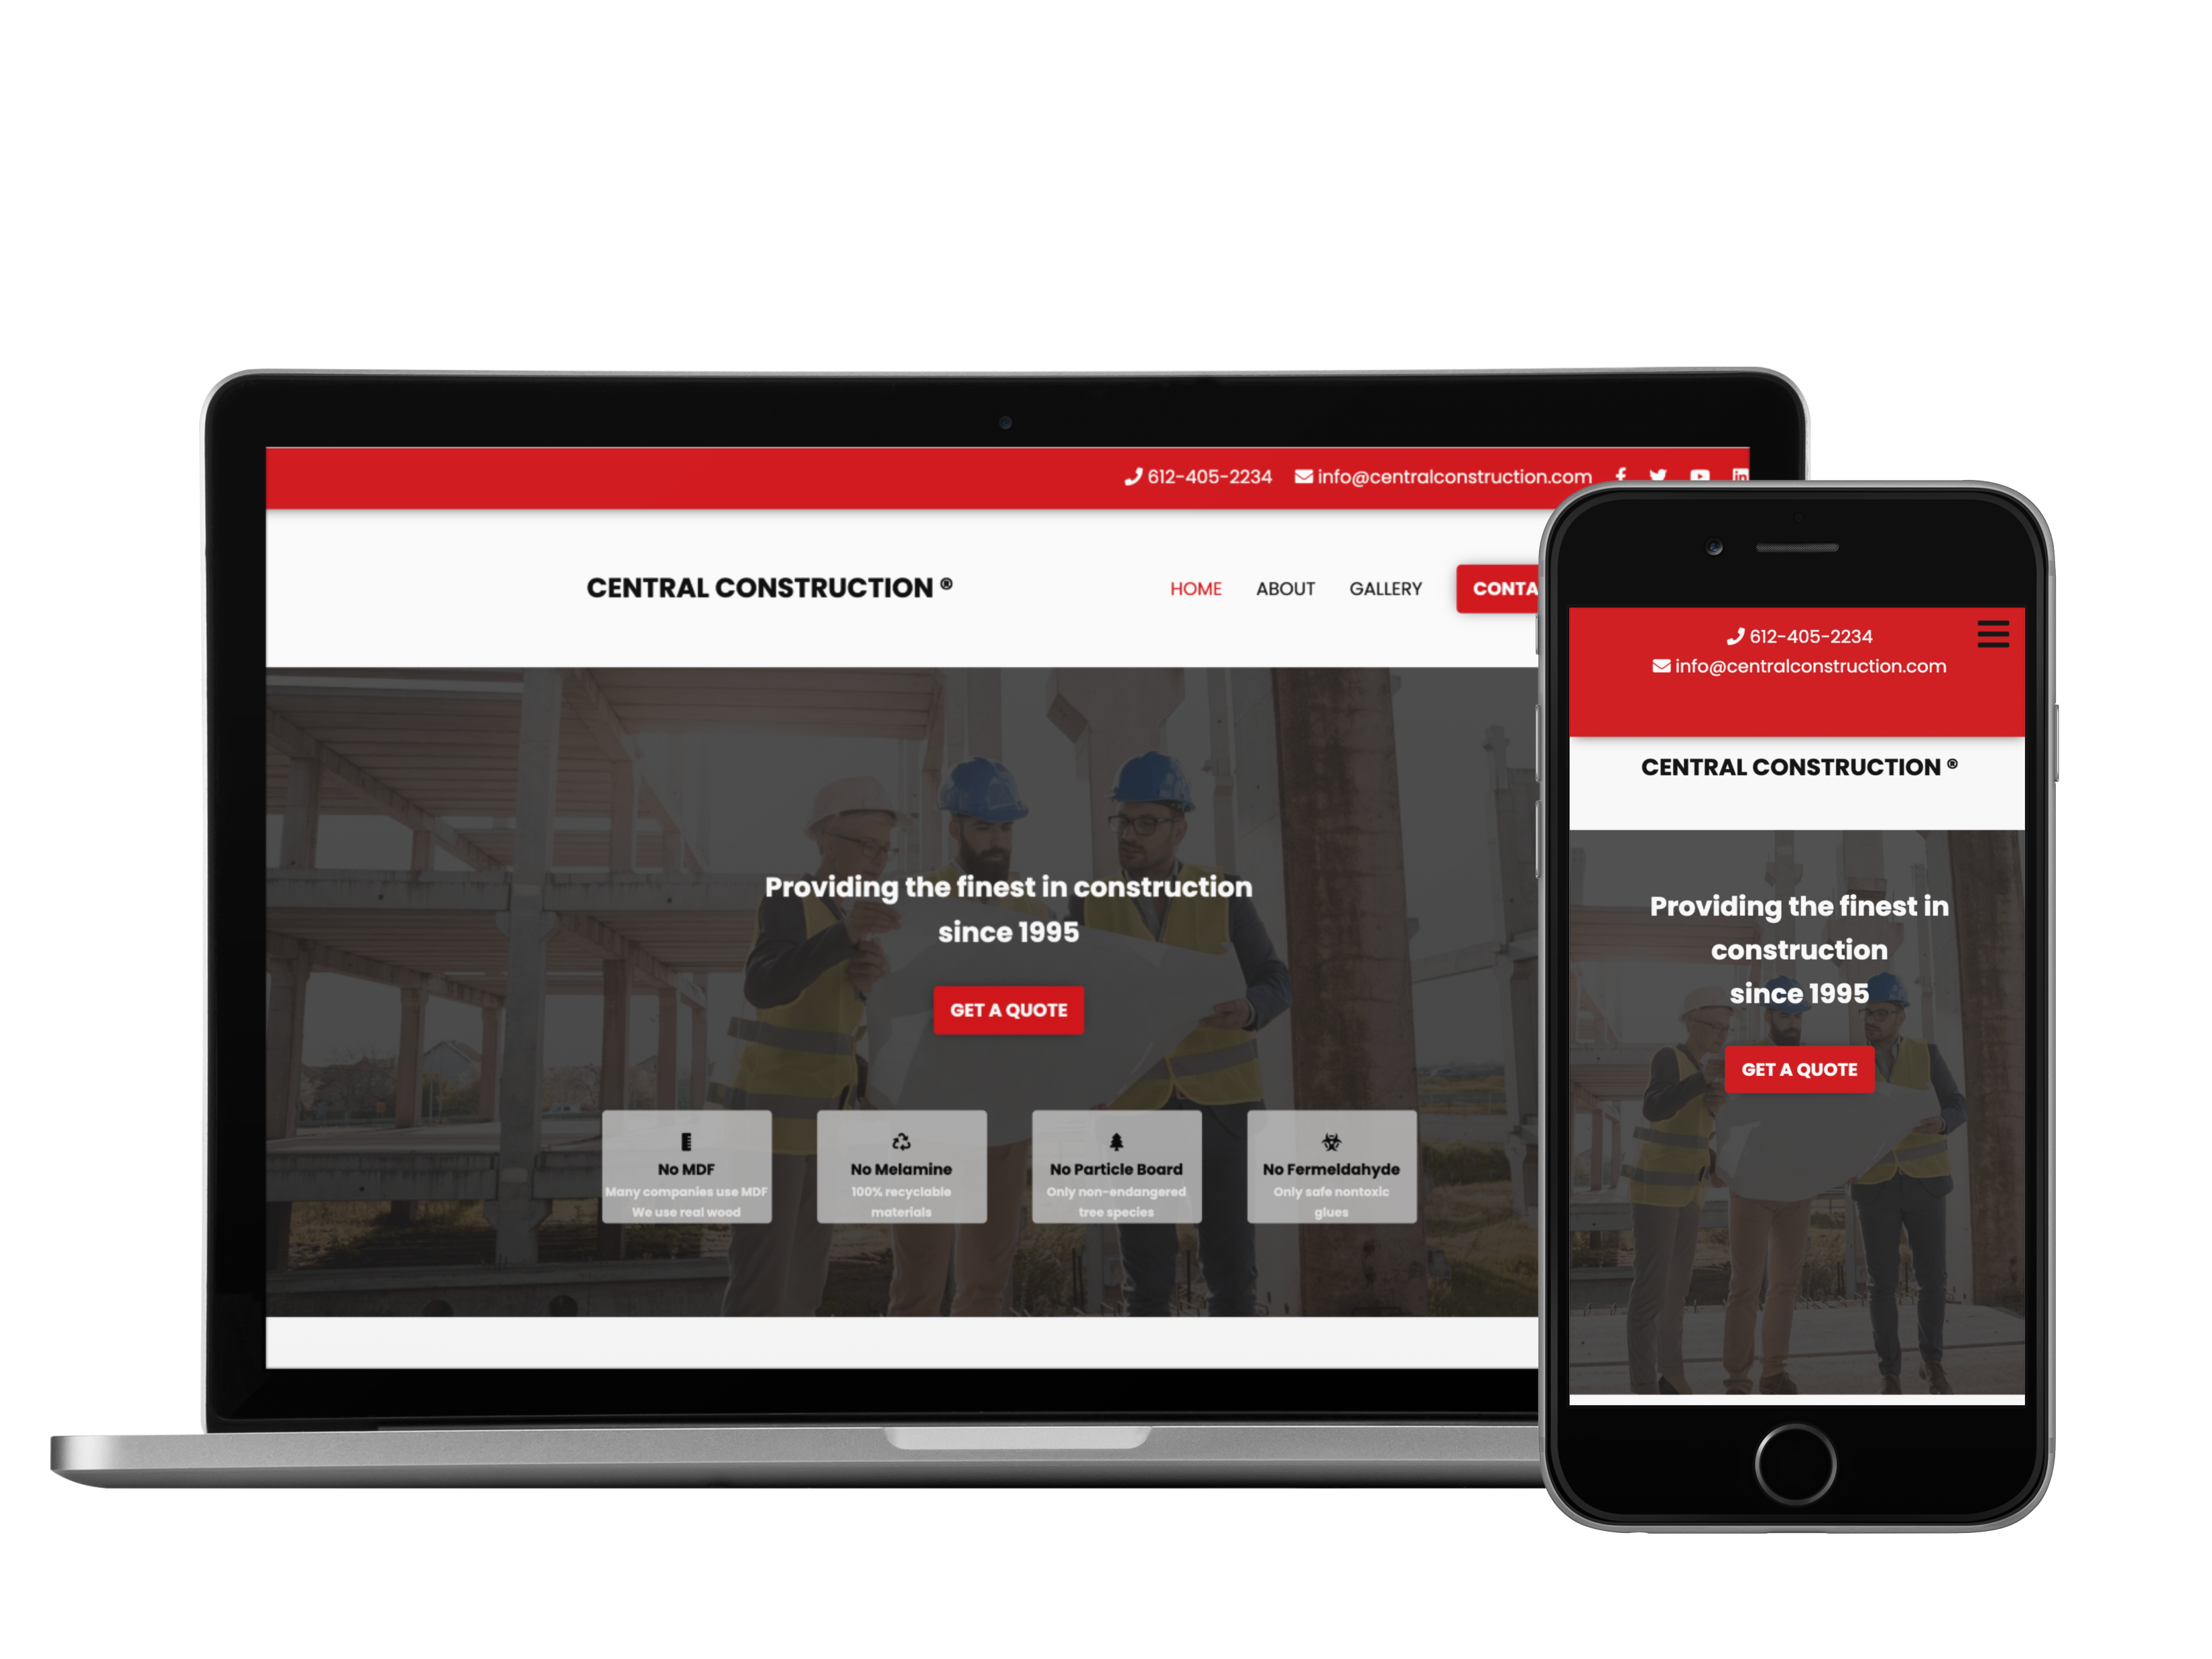 612-405-2234 info@centralconstruction.com
CENTRAL CONSTRUCTION ® HOME ABOUT GALLERY CONTA
Providing the finest in construction
since 1995
GET A QUOTE
No MDF
Many companies use MDF
We use real wood
No Melamine
100% recyclable
materials
No Particle Board
Only non-endangered
tree species
No Fermeldahyde
Only safe nontoxic
glues
612-405-2234
info@centralconstruction.com
CENTRAL CONSTRUCTION ®
Providing the finest in
construction
since 1995
GET A QUOTE